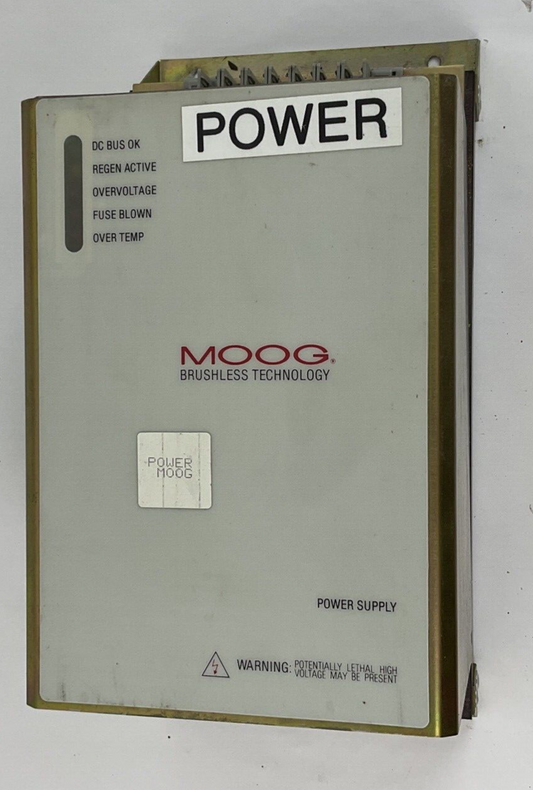 POWER
DC BUS OK
REGEN ACTIVE
OVERVOLTAGE
FUSE BLOWN
OVER TEMP
MOOG®
BRUSHLESS TECHNOLOGY
POWER
MOOG
POWER SUPPLY
WARNING: POTENTIALLY LETHAL HIGH
VOLTAGE MAY BE PRESENT